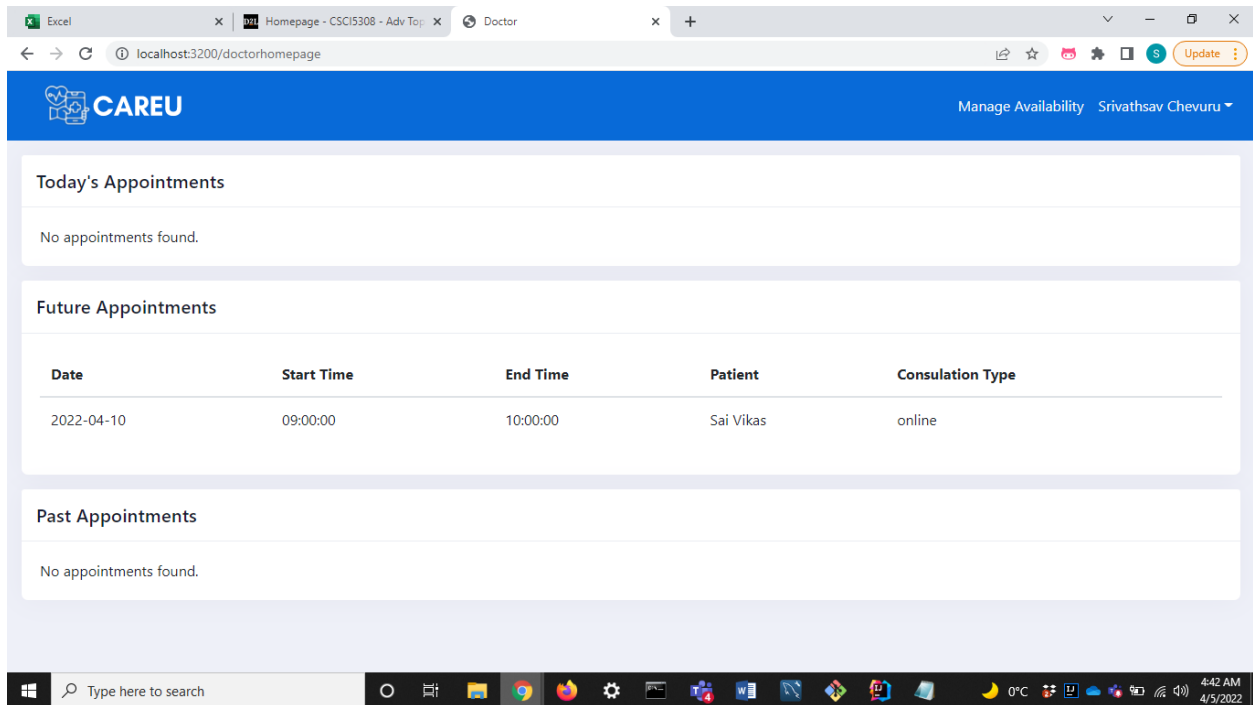 Excel
D2L Homepage - CSCI5308 - Adv Top
Doctor
localhost:3200/doctorhomepage
S
Update
CAREU
Manage Availability Srivathsav Chevuru
Today's Appointments
No appointments found.
Future Appointments
Date Start Time End Time Patient Consulation Type
2022-04-10 09:00:00 10:00:00 Sai Vikas online
Past Appointments
No appointments found.
Type here to search
0°C
4:42 AM
4/5/2022